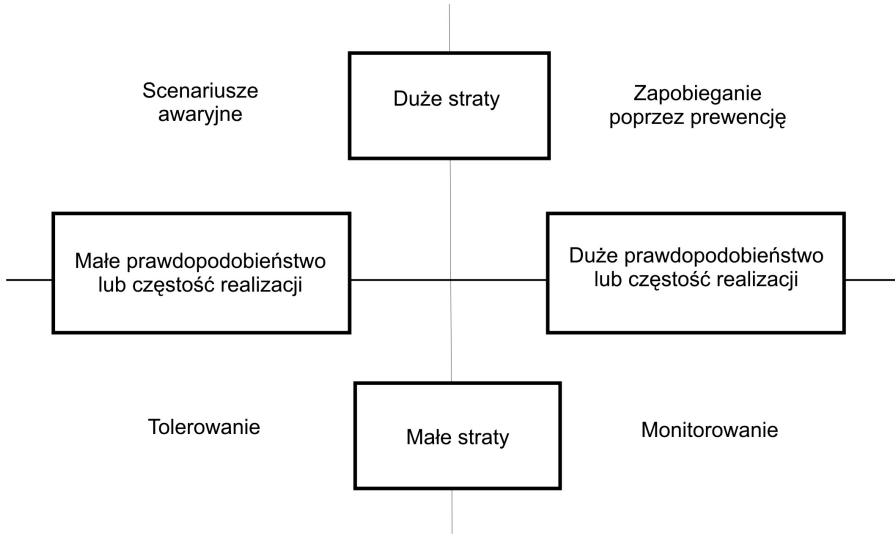 Scenariusze
awaryjne
Duże straty
Zapobieganie
poprzez prewencję
Małe prawdopodobieństwo
lub częstość realizacji
Duże prawdopodobieństwo
lub częstość realizacji
Tolerowanie
Małe straty
Monitorowanie